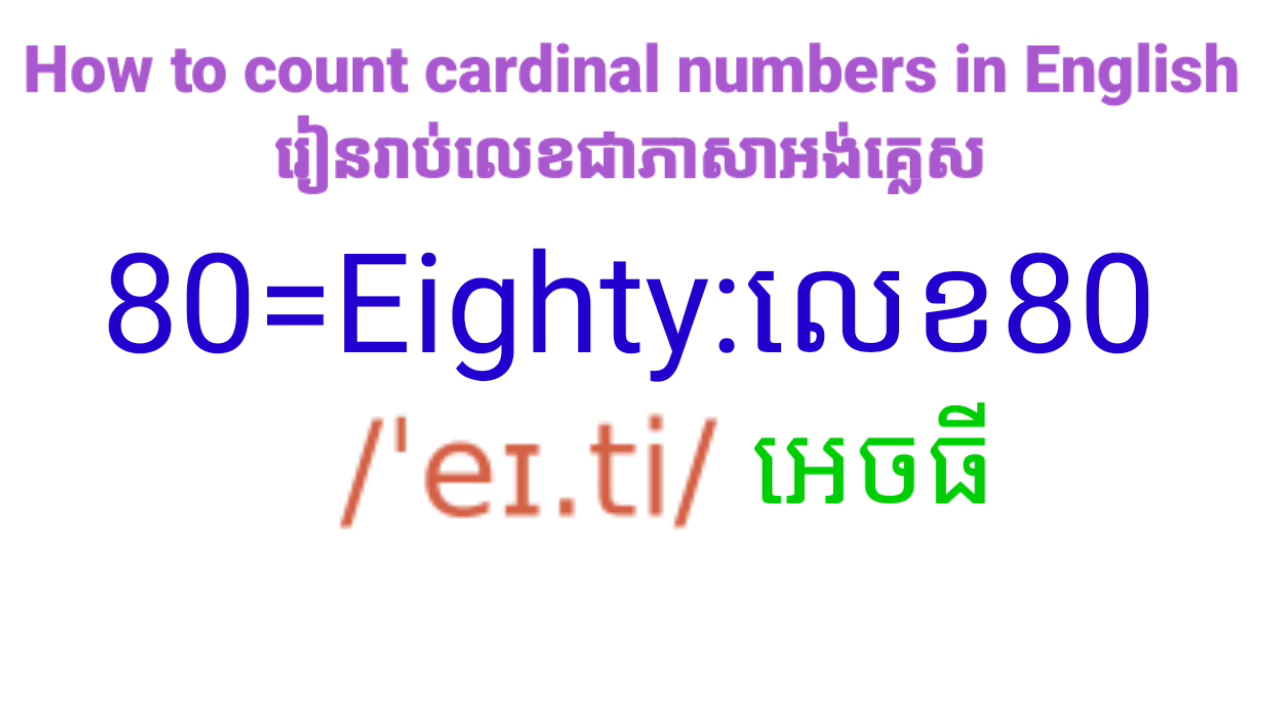 How to count cardinal numbers in English
រៀនរាប់លេខជាភាសាអង់គ្លេស
80=Eighty:លេខ80
/ˈeɪ.ti/ អេចធី